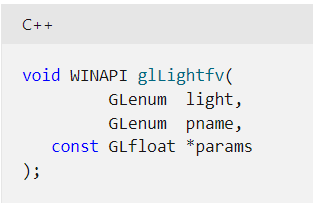 C++
void WINAPI glLightfv(
GLenum light,
GLenum pname,
const GLfloat *params
);